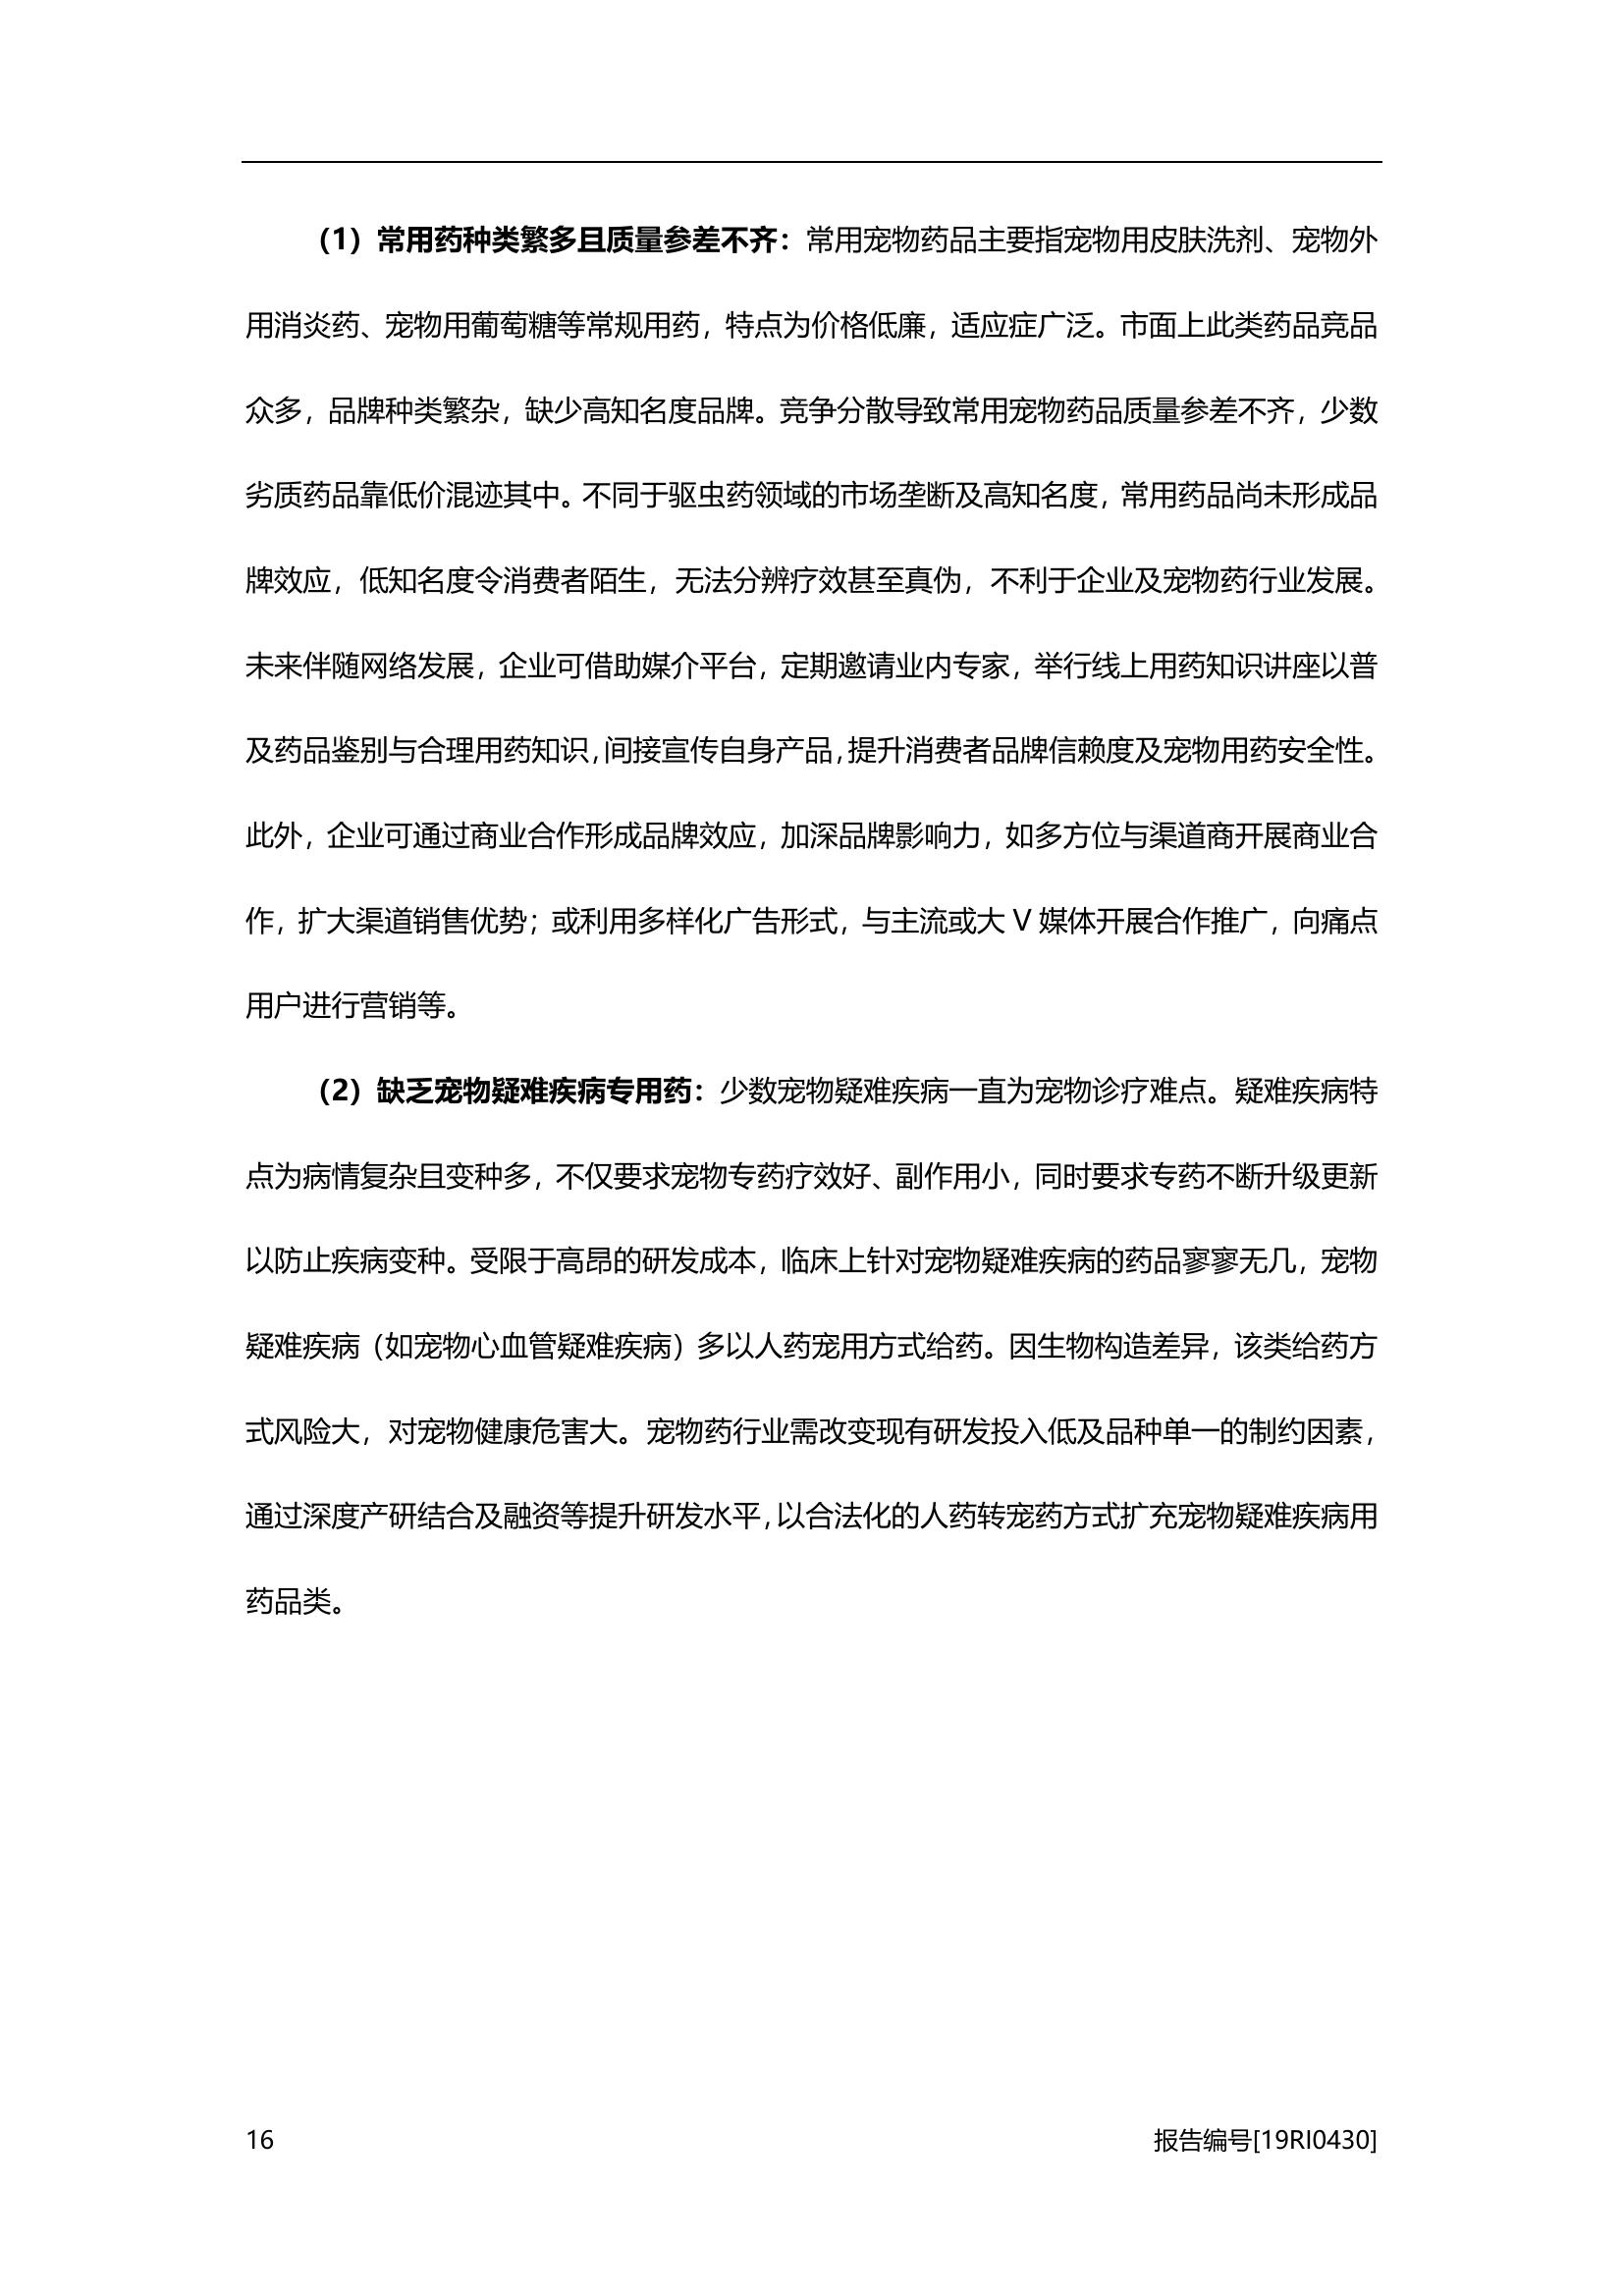 （1）常用药种类繁多且质量参差不齐：常用宠物药品主要指宠物用皮肤洗剂、宠物外
用消炎药、宠物用葡萄糖等常规用药，特点为价格低廉，适应症广泛。市面上此类药品竞品
众多，品牌种类繁杂，缺少高知名度品牌。竞争分散导致常用宠物药品质量参差不齐，少数
劣质药品靠低价混迹其中。不同于驱虫药领域的市场垄断及高知名度，常用药品尚未形成品
牌效应，低知名度令消费者陌生，无法分辨疗效甚至真伪，不利于企业及宠物药行业发展。
未来伴随网络发展，企业可借助媒介平台，定期邀请业内专家，举行线上用药知识讲座以普
及药品鉴别与合理用药知识，间接宣传自身产品，提升消费者品牌信赖度及宠物用药安全性。
此外，企业可通过商业合作形成品牌效应，加深品牌影响力，如多方位与渠道商开展商业合
作，扩大渠道销售优势；或利用多样化广告形式，与主流或大 V 媒体开展合作推广，向痛点
用户进行营销等。
（2）缺乏宠物疑难疾病专用药：少数宠物疑难疾病一直为宠物诊疗难点。疑难疾病特
点为病情复杂且变种多，不仅要求宠物专药疗效好、副作用小，同时要求专药不断升级更新
以防止疾病变种。受限于高昂的研发成本，临床上针对宠物疑难疾病的药品寥寥无几，宠物
疑难疾病（如宠物心血管疑难疾病）多以人药宠用方式给药。因生物构造差异，该类给药方
式风险大，对宠物健康危害大。宠物药行业需改变现有研发投入低及品种单一的制约因素，
通过深度产研结合及融资等提升研发水平，以合法化的人药转宠药方式扩充宠物疑难疾病用
药品类。
16 报告编号[19RI0430]